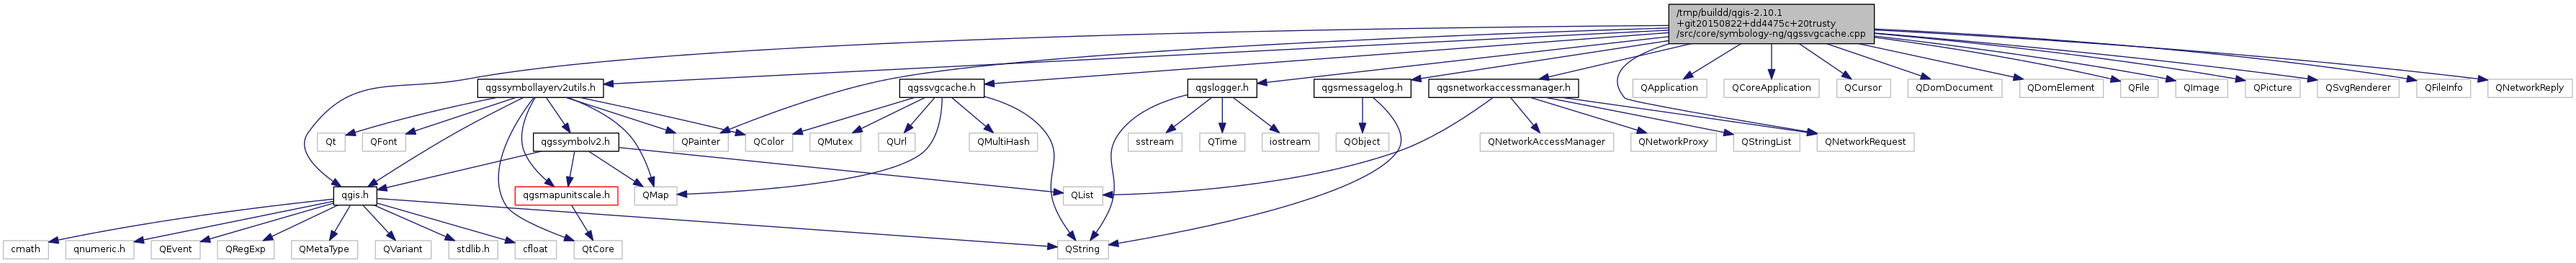 /tmp/buildd/qgis-2.10.1
+git20150822+dd4475c+20trusty
/src/core/symbology-ng/qgssvgcache.cpp
qgssymbollayerv2utils.h
qgssvgcache.h
qgslogger.h
qgsmessagelog.h
qgsnetworkaccessmanager.h
QApplication
QCoreApplication
QCursor
QDomDocument
QDomElement
QFile
QImage
QPicture
QSvgRenderer
QFileInfo
QNetworkReply
Qt
QFont
qgssymbolv2.h
QPainter
QColor
QMutex
QUrl
QMultiHash
sstream
QTime
iostream
QObject
QNetworkAccessManager
QNetworkProxy
QStringList
QNetworkRequest
qgis.h
qgsmapunitscale.h
QMap
QList
cmath
qnumeric.h
QEvent
QRegExp
QMetaType
QVariant
stdlib.h
cfloat
QtCore
QString